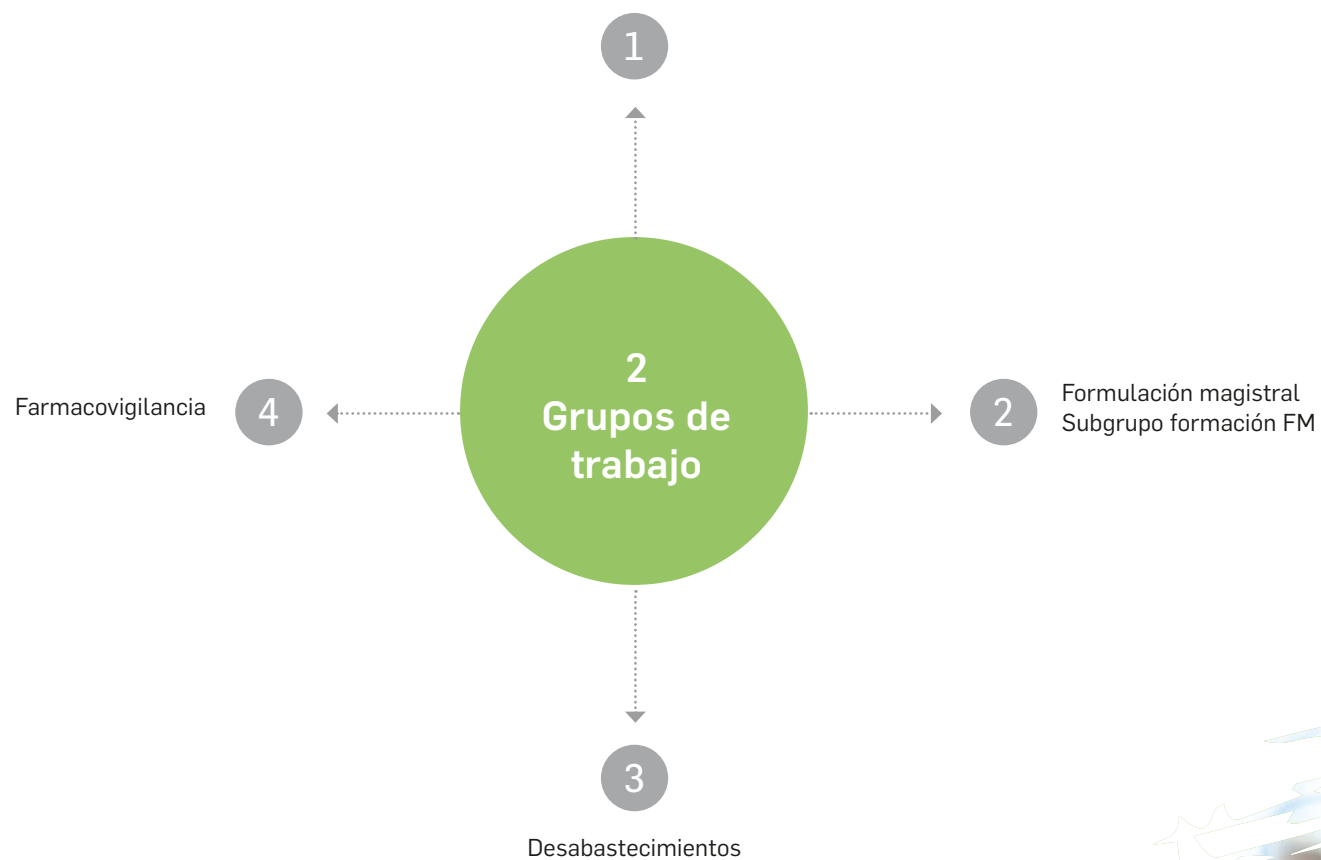 1
2
Grupos de
trabajo
Farmacovigilancia
4
2
Formulación magistral
Subgrupo formación FM
3
Desabastecimientos